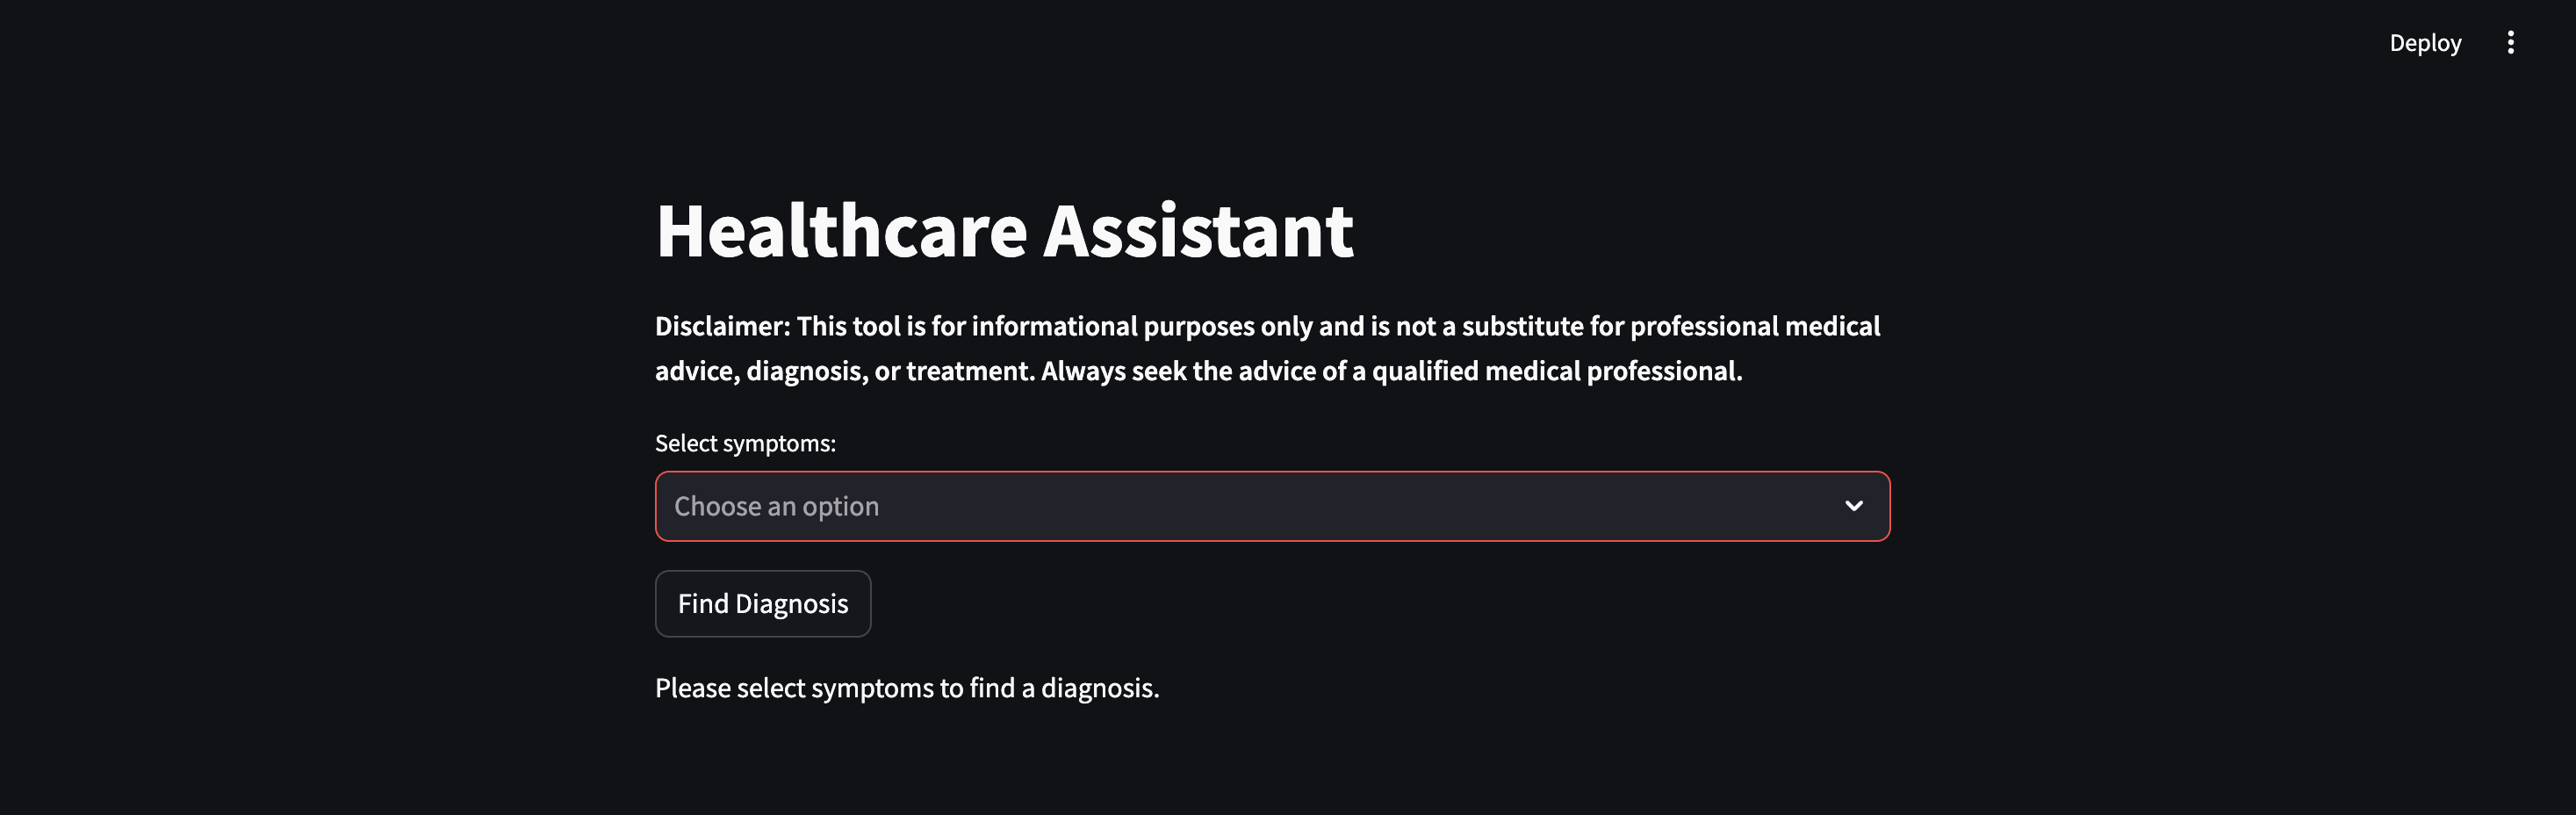 Deploy
Healthcare Assistant
Disclaimer: This tool is for informational purposes only and is not a substitute for professional medical
advice, diagnosis, or treatment. Always seek the advice of a qualified medical professional.
Select symptoms:
Choose an option
Find Diagnosis
Please select symptoms to find a diagnosis.